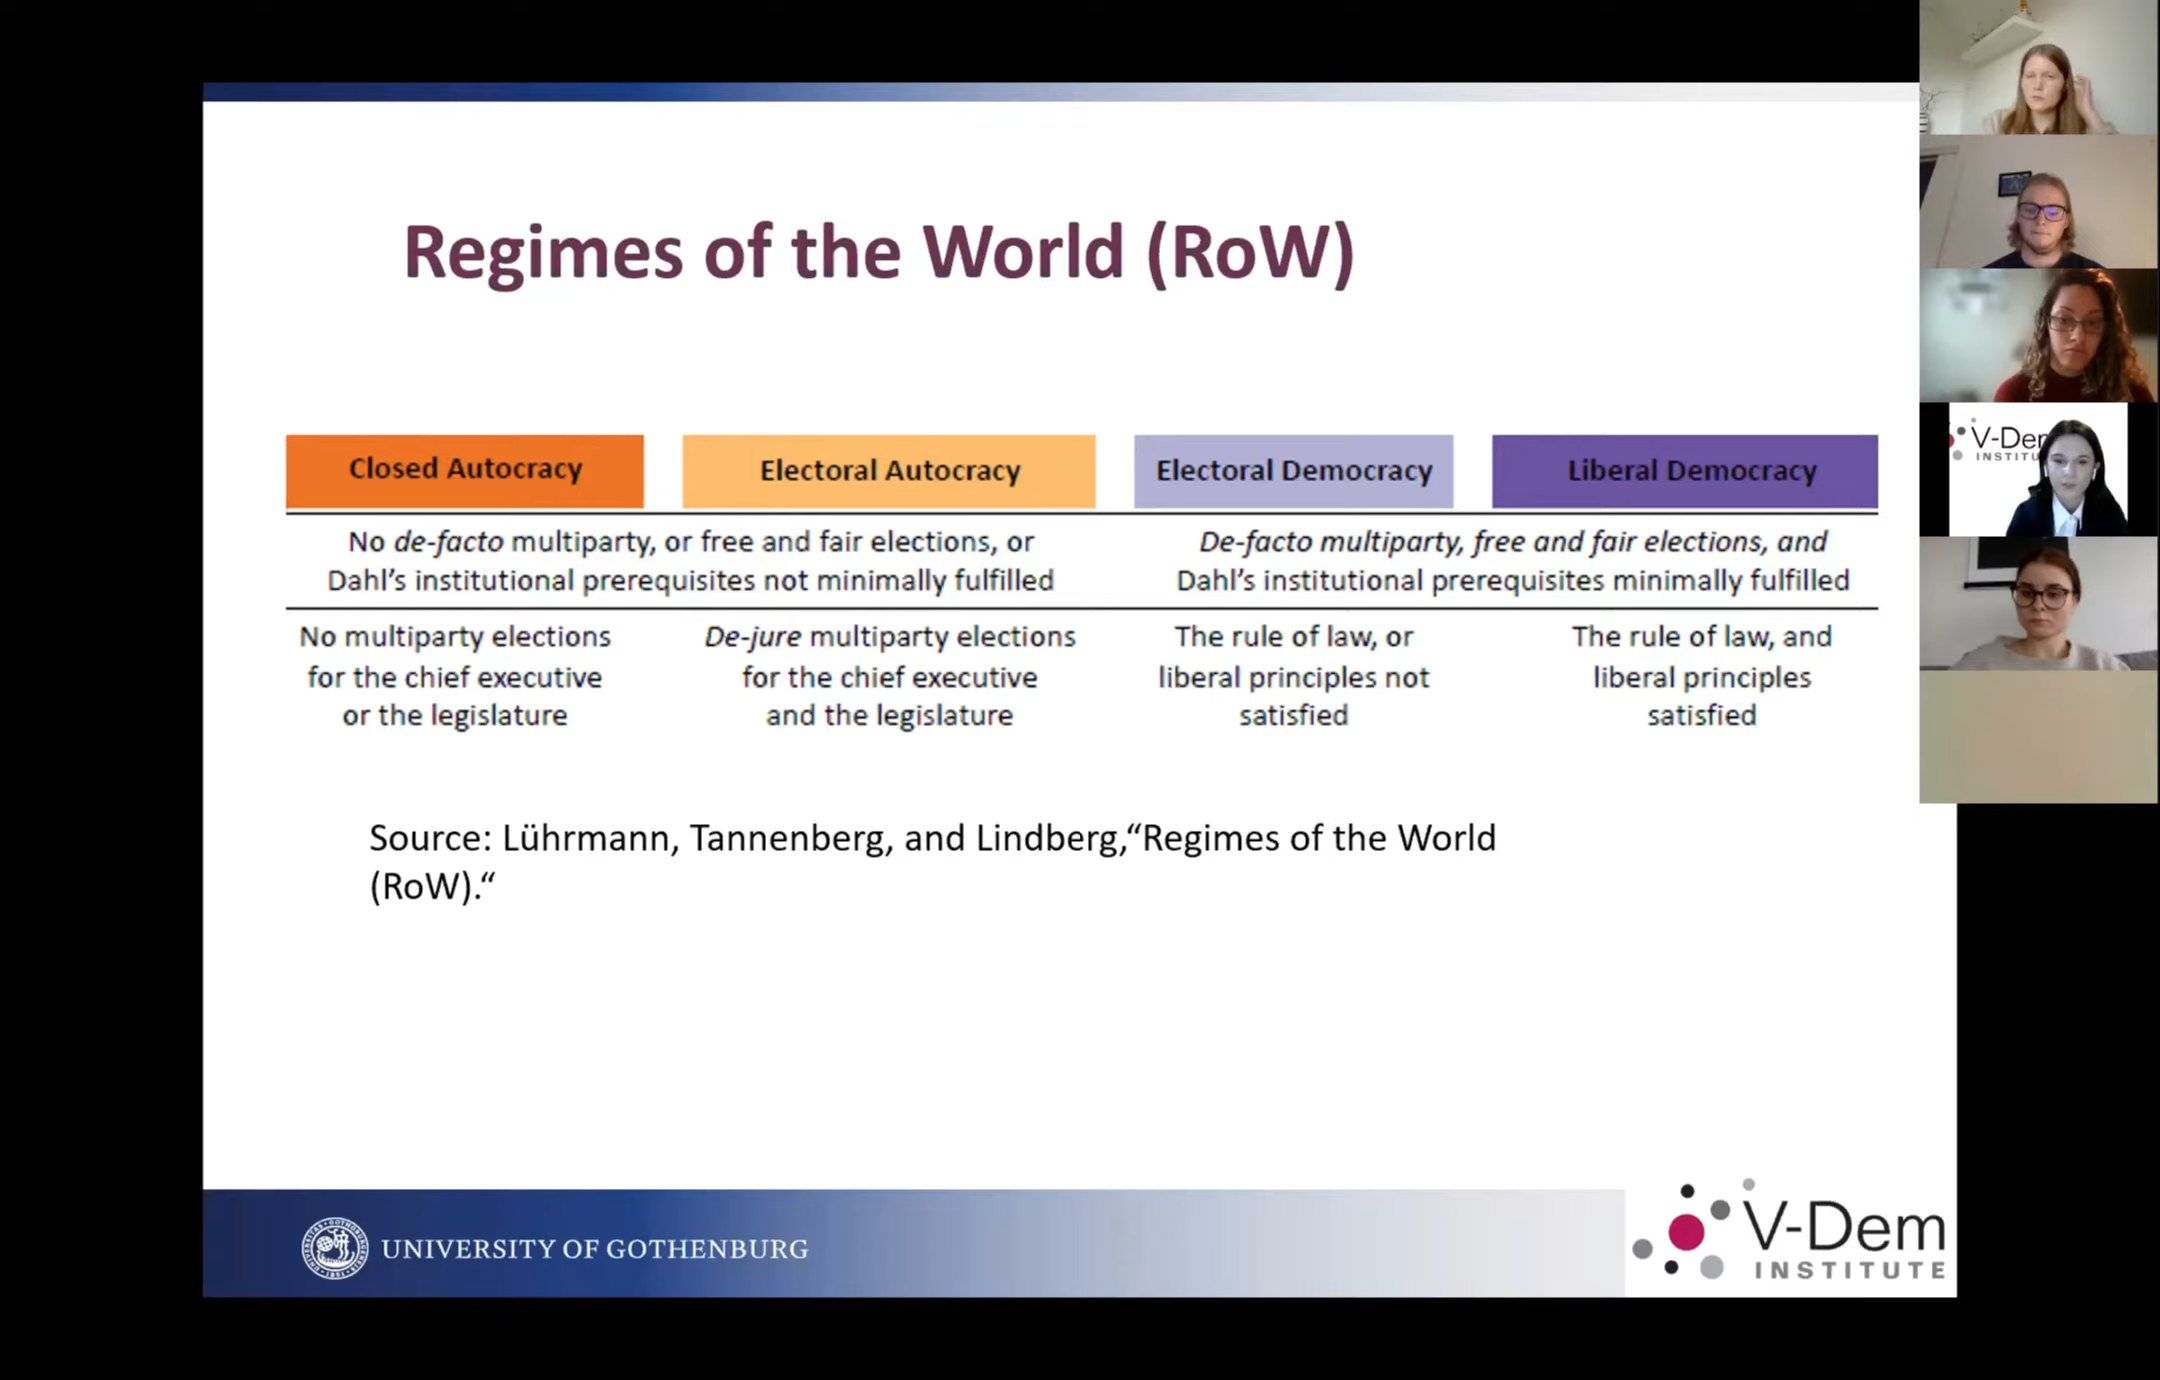 Regimes of the World (RoW)
Closed Autocracy
Electoral Autocracy
Electoral Democracy
Liberal Democracy
No de-facto multiparty, or free and fair elections, or
Dahl’s institutional prerequisites not minimally fulfilled
De-facto multiparty, free and fair elections, and
Dahl’s institutional prerequisites minimally fulfilled
No multiparty elections
for the chief executive
or the legislature
De-jure multiparty elections
for the chief executive
and the legislature
The rule of law, or
liberal principles not
satisfied
The rule of law, and
liberal principles
satisfied
Source: Lührmann, Tannenberg, and Lindberg,“Regimes of the World
(RoW).“
UNIVERSITY OF GOTHENBURG
V-Dem
INSTITUTE